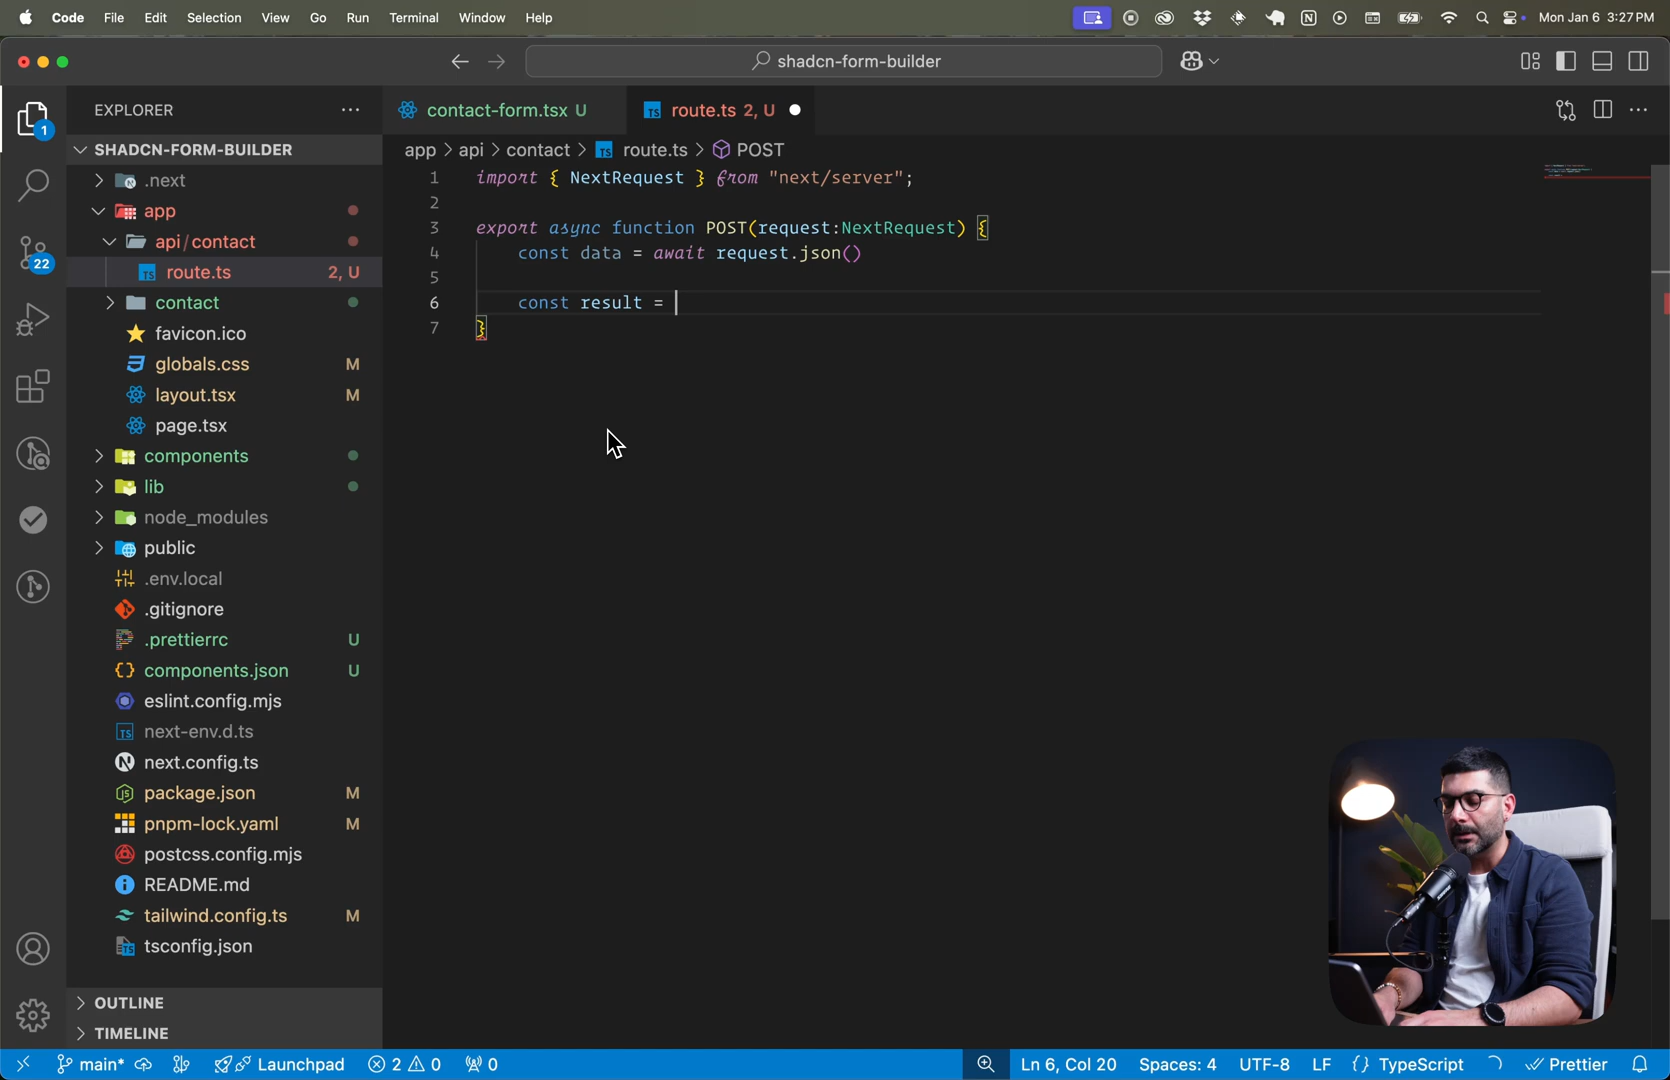 Code File Edit Selection View Go Run Terminal Window Help Mon Jan 6 3:27 PM
shadcn-form-builder
EXPLORER
SHADCN-FORM-BUILDER
.next
app
api/contact
route.ts 2, U
contact
favicon.ico
globals.css M
layout.tsx M
page.tsx
components
lib
node_modules
public
.env.local
.gitignore
.prettierrc U
components.json U
eslint.config.mjs
next-env.d.ts
next.config.ts
package.json M
pnpm-lock.yaml M
postcss.config.mjs
README.md
tailwind.config.ts M
tsconfig.json
OUTLINE
TIMELINE
1
22
contact-form.tsx U route.ts 2, U
app > api > contact > TS route.ts > POST
1 import { NextRequest } from "next/server";
2
3 export async function POST(request:NextRequest) {
4 const data = await request.json()
5
6 const result =
7 }
main* Launchpad 2 0 0 Ln 6, Col 20 Spaces: 4 UTF-8 LF {} TypeScript Prettier